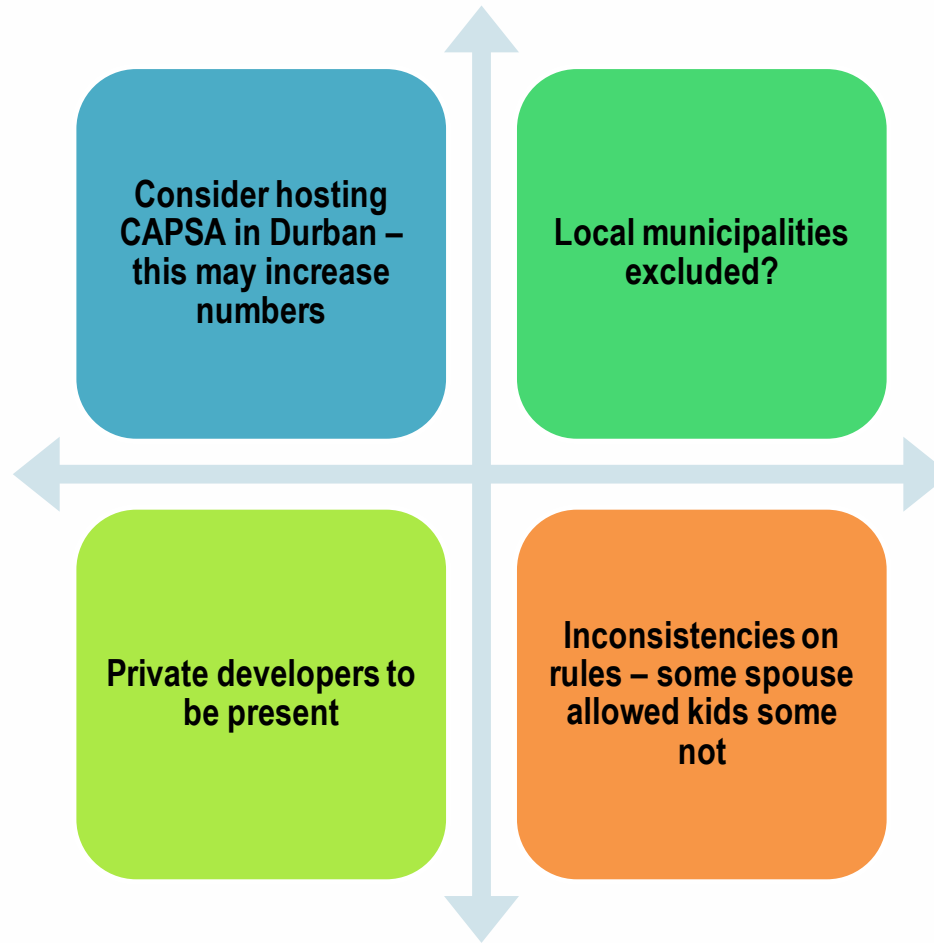 Consider hosting
CAPSA in Durban –
this may increase
numbers
Local municipalities
excluded?
Private developers to
be present
Inconsistencies on
rules – some spouse
allowed kids some
not